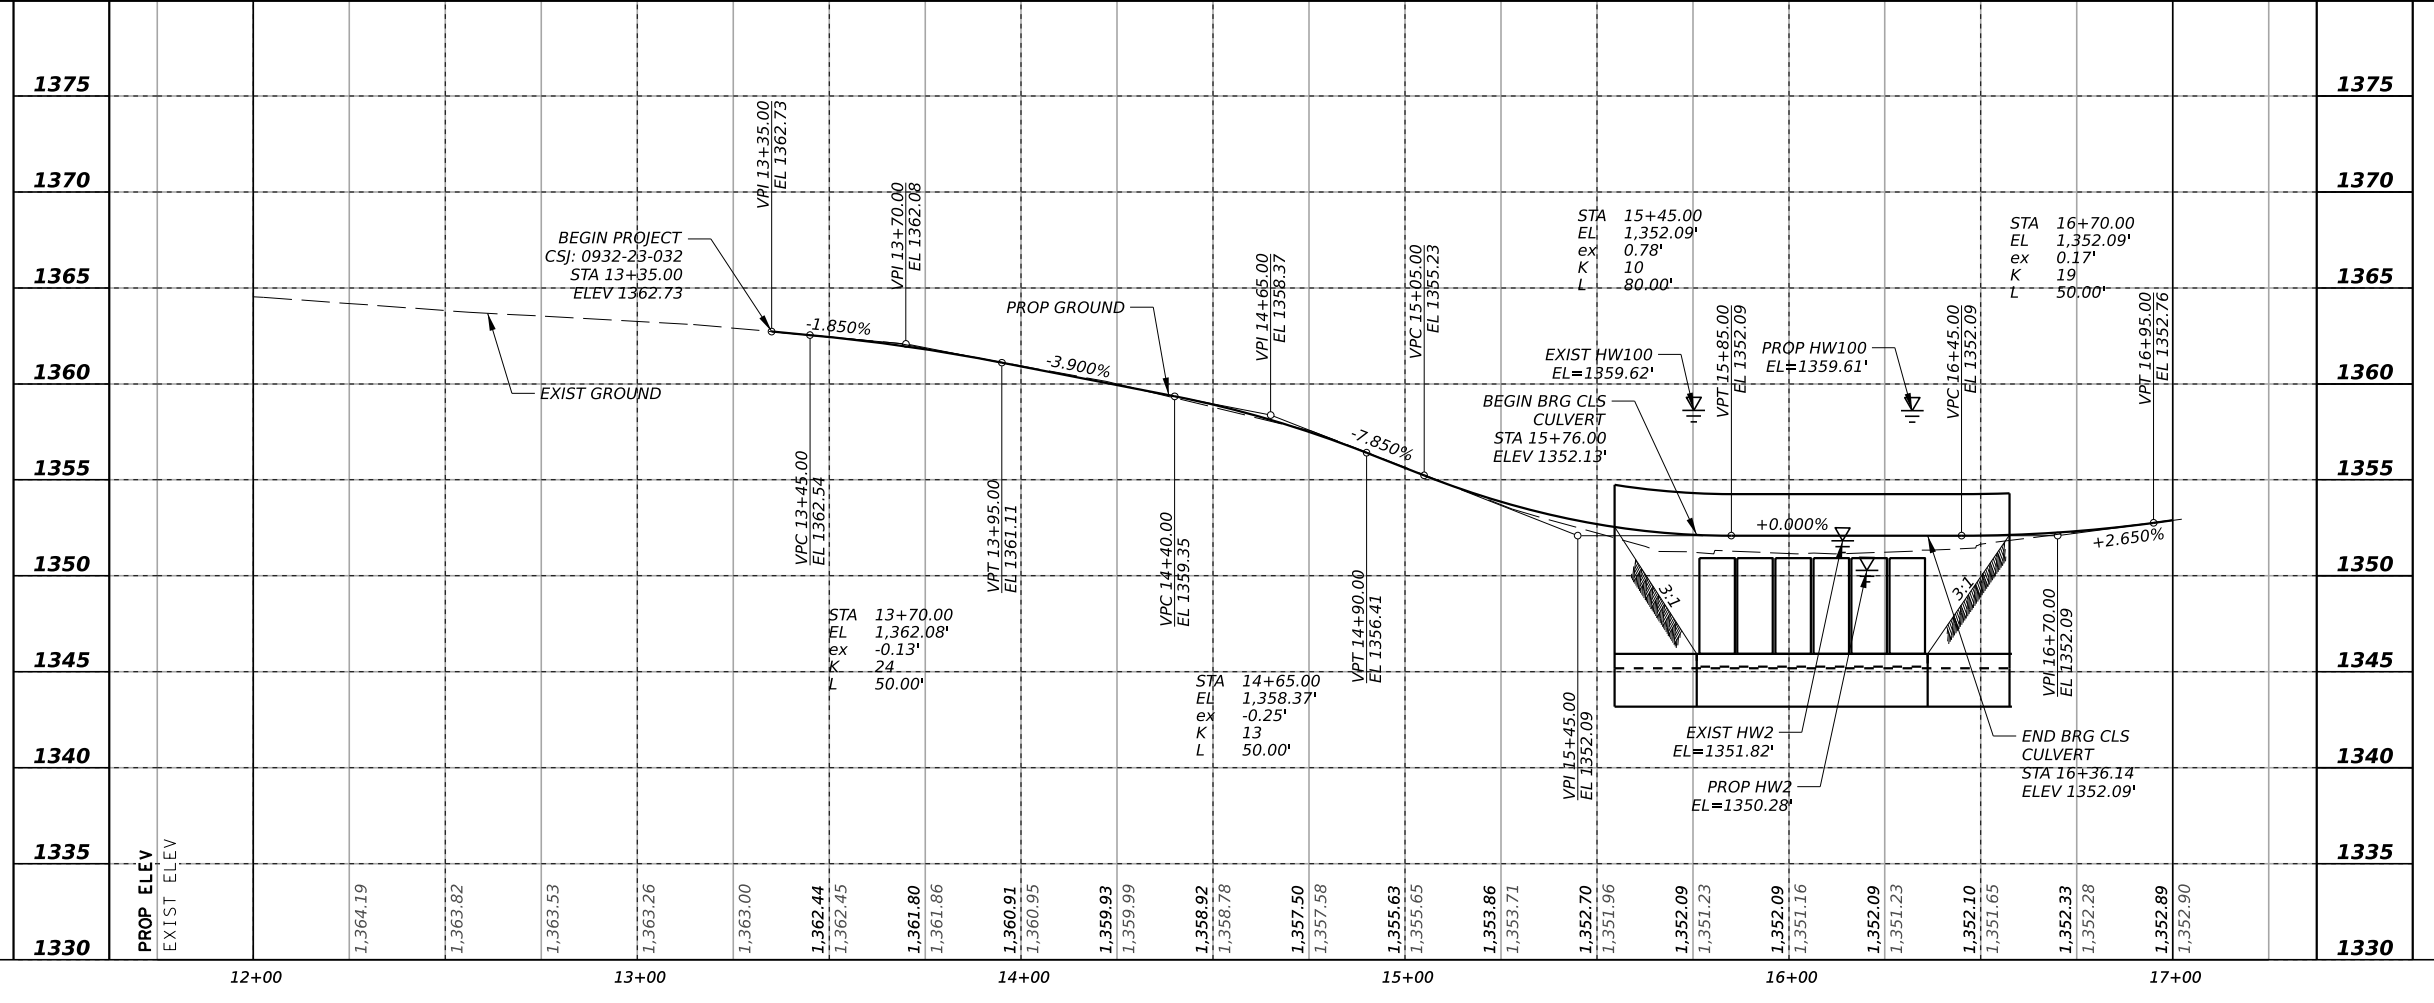 1375
1370
1365
1360
1355
1350
1345
1340
1335
1330
1375
1370
1365
1360
1355
1350
1345
1340
1335
1330
VPI 13+35.00
EL 1362.73
BEGIN PROJECT
CSJ: 0932-23-032
STA 13+35.00
ELEV 1362.73
EXIST GROUND
-1.850%
VPI 13+70.00
EL 1362.08
VPC 13+45.00
EL 1362.54
STA 13+70.00
EL 1,362.08'
ex -0.13'
K 24
L 50.00'
VPT 13+95.00
EL 1361.11
-3.900%
PROP GROUND
VPC 14+40.00
EL 1359.35
VPI 14+65.00
EL 1358.37
STA 14+65.00
EL 1,358.37'
ex -0.25'
K 13
L 50.00'
VPT 14+90.00
EL 1356.41
-7.850%
VPC 15+05.00
EL 1355.23
STA 15+45.00
EL 1,352.09'
ex 0.78'
K 10
L 80.00'
VPI 15+45.00
EL 1352.09
EXIST HW100
EL=1359.62'
BEGIN BRG CLS
CULVERT
STA 15+76.00
ELEV 1352.13'
VPT 15+85.00
EL 1352.09
PROP HW100
EL=1359.61'
+0.000%
3:1
3:1
EXIST HW2
EL=1351.82'
PROP HW2
EL=1350.28'
VPC 16+45.00
EL 1352.09
STA 16+70.00
EL 1,352.09'
ex 0.17'
K 19
L 50.00'
VPT 16+95.00
EL 1352.76
+2.650%
VPI 16+70.00
EL 1352.09
END BRG CLS
CULVERT
STA 16+36.14
ELEV 1352.09'
PROP ELEV
EXIST ELEV
1,364.19
1,363.82
1,363.53
1,363.26
1,363.00
1,362.44
1,362.45
1,361.80
1,361.86
1,360.91
1,360.95
1,359.93
1,359.99
1,358.92
1,358.78
1,357.50
1,357.58
1,355.63
1,355.65
1,353.86
1,353.71
1,352.70
1,351.96
1,352.09
1,351.23
1,352.09
1,351.16
1,352.09
1,351.23
1,352.10
1,351.65
1,352.33
1,352.28
1,352.89
1,352.90
12+00
13+00
14+00
15+00
16+00
17+00